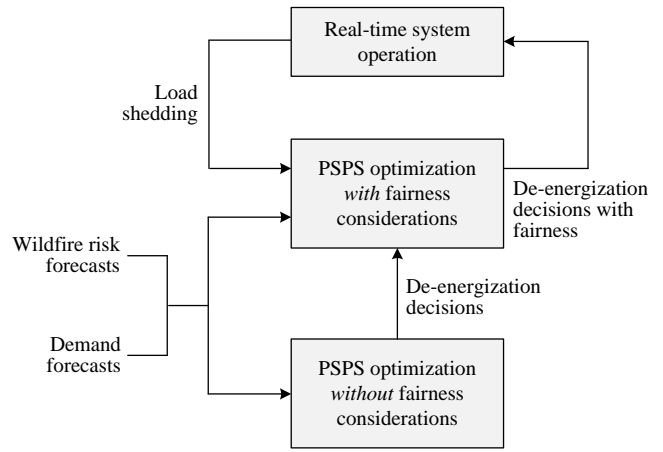 Real-time system
operation
Load
shedding
PSPS optimization
with fairness
considerations
De-energization
decisions with
fairness
Wildfire risk
forecasts
De-energization
decisions
Demand
forecasts
PSPS optimization
without fairness
considerations